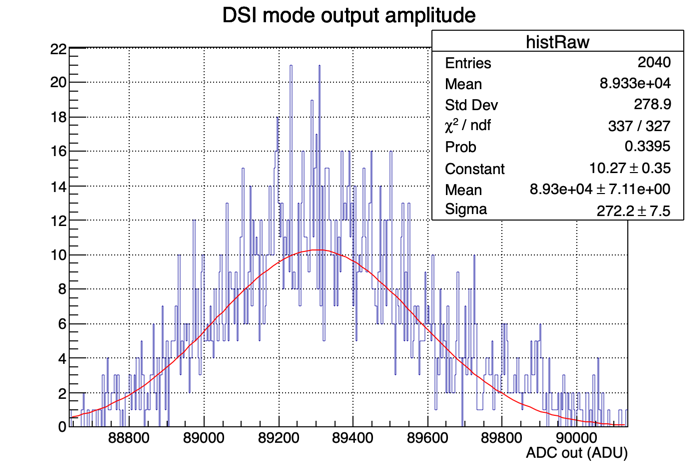 DSI mode output amplitude
histRaw
Entries 2040
Mean 8.933e+04
Std Dev 278.9
χ² / ndf 337 / 327
Prob 0.3395
Constant 10.27 ± 0.35
Mean 8.93e+04 ± 7.11e+00
Sigma 272.2 ± 7.5
22
20
18
16
14
12
10
8
6
4
2
0
88800 89000 89200 89400 89600 89800 90000
ADC out (ADU)